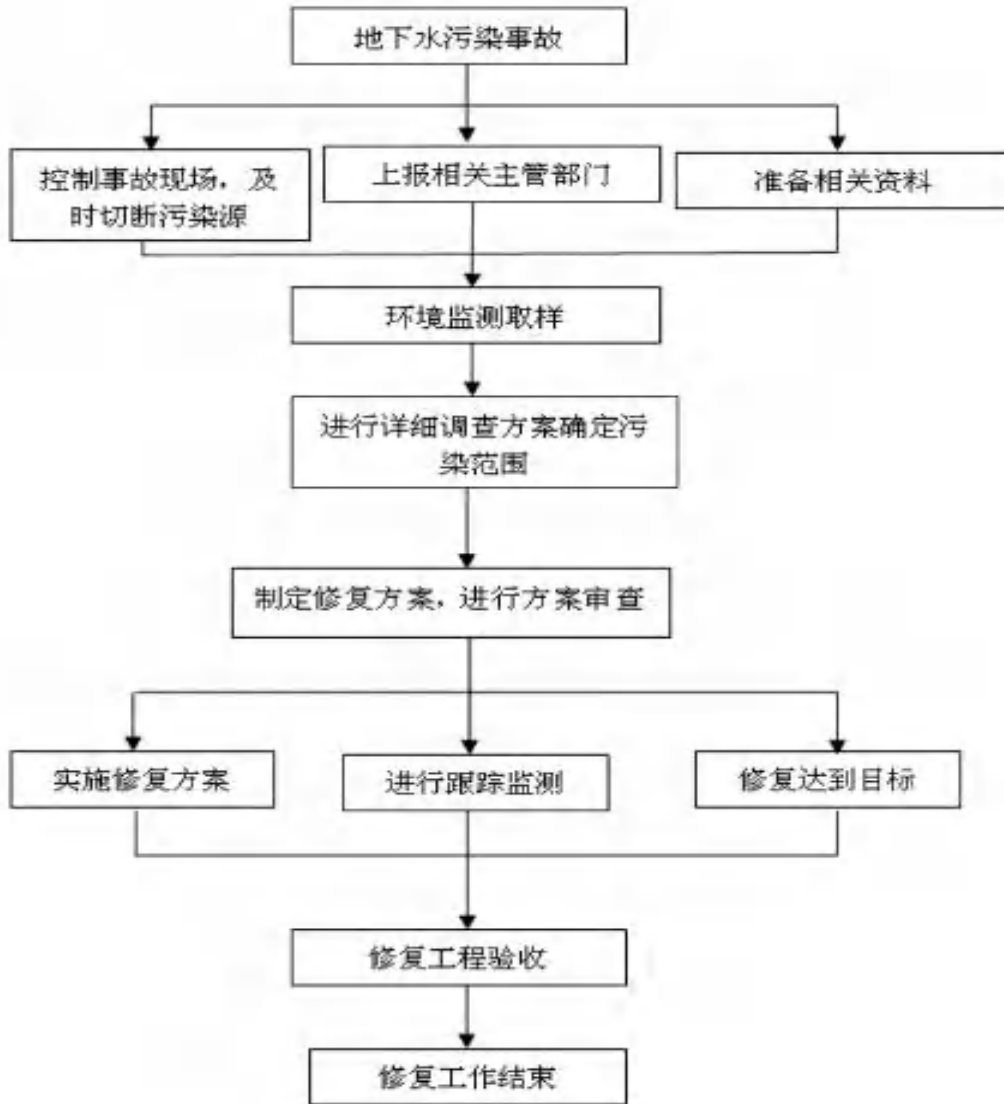 地下水污染事故
控制事故现场，及
时切断污染源
上报相关主管部门
准备相关资料
环境监测取样
进行详细调查方案确定污
染范围
制定修复方案，进行方案审查
实施修复方案
进行跟踪监测
修复达到目标
修复工程验收
修复工作结束